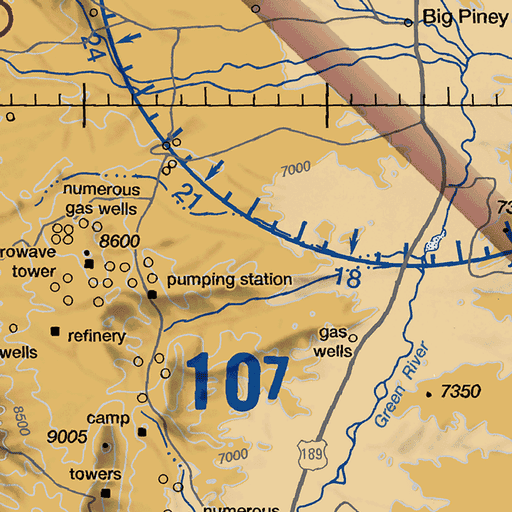 Big Piney
24
7000
numerous
gas wells
21
73
8600
rowave
tower
pumping station
18
refinery
gas
wells
wells
107
Green River
7350
8500
camp
9005
7000
189
towers
numerous